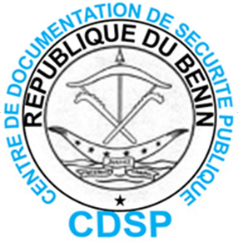 CENTRE DE DOCUMENTATION DE SECURITE PUBLIQUE
REPUBLIQUE DU BENIN
CDSP